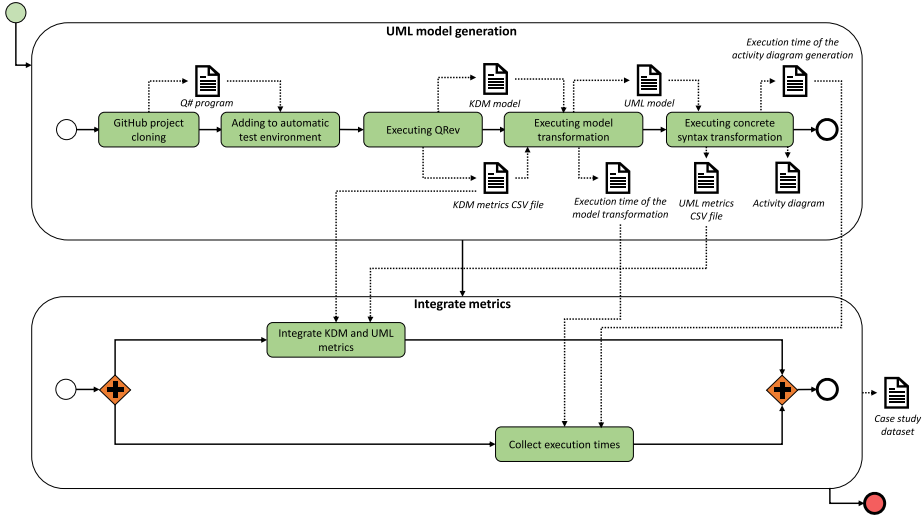 UML model generation
Execution time of the
activity diagram generation
Q# program
KDM model
UML model
GitHub project
cloning
Adding to automatic
test environment
Executing QRev
Executing model
transformation
Executing concrete
syntax transformation
KDM metrics CSV file
Execution time of the
model transformation
UML metrics
CSV file
Activity diagram
Integrate metrics
Integrate KDM and UML
metrics
Case study
dataset
Collect execution times